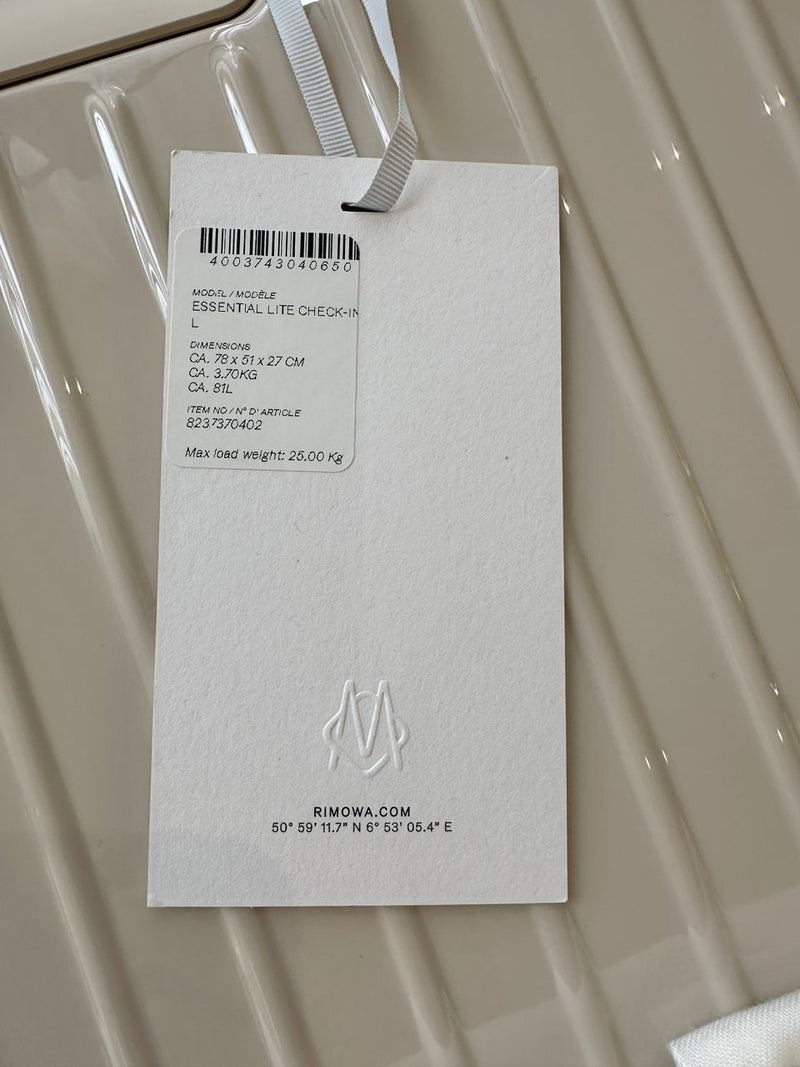 4003743040650
MODEL / MODÈLE
ESSENTIAL LITE CHECK-IN
L
DIMENSIONS
CA. 78 x 51 x 27 CM
CA. 3.70KG
CA. 81L
ITEM NO / N° D' ARTICLE
8237370402
Max load weight: 25.00 Kg
RIMOWA.COM
50° 59' 11.7" N 6° 53' 05.4" E